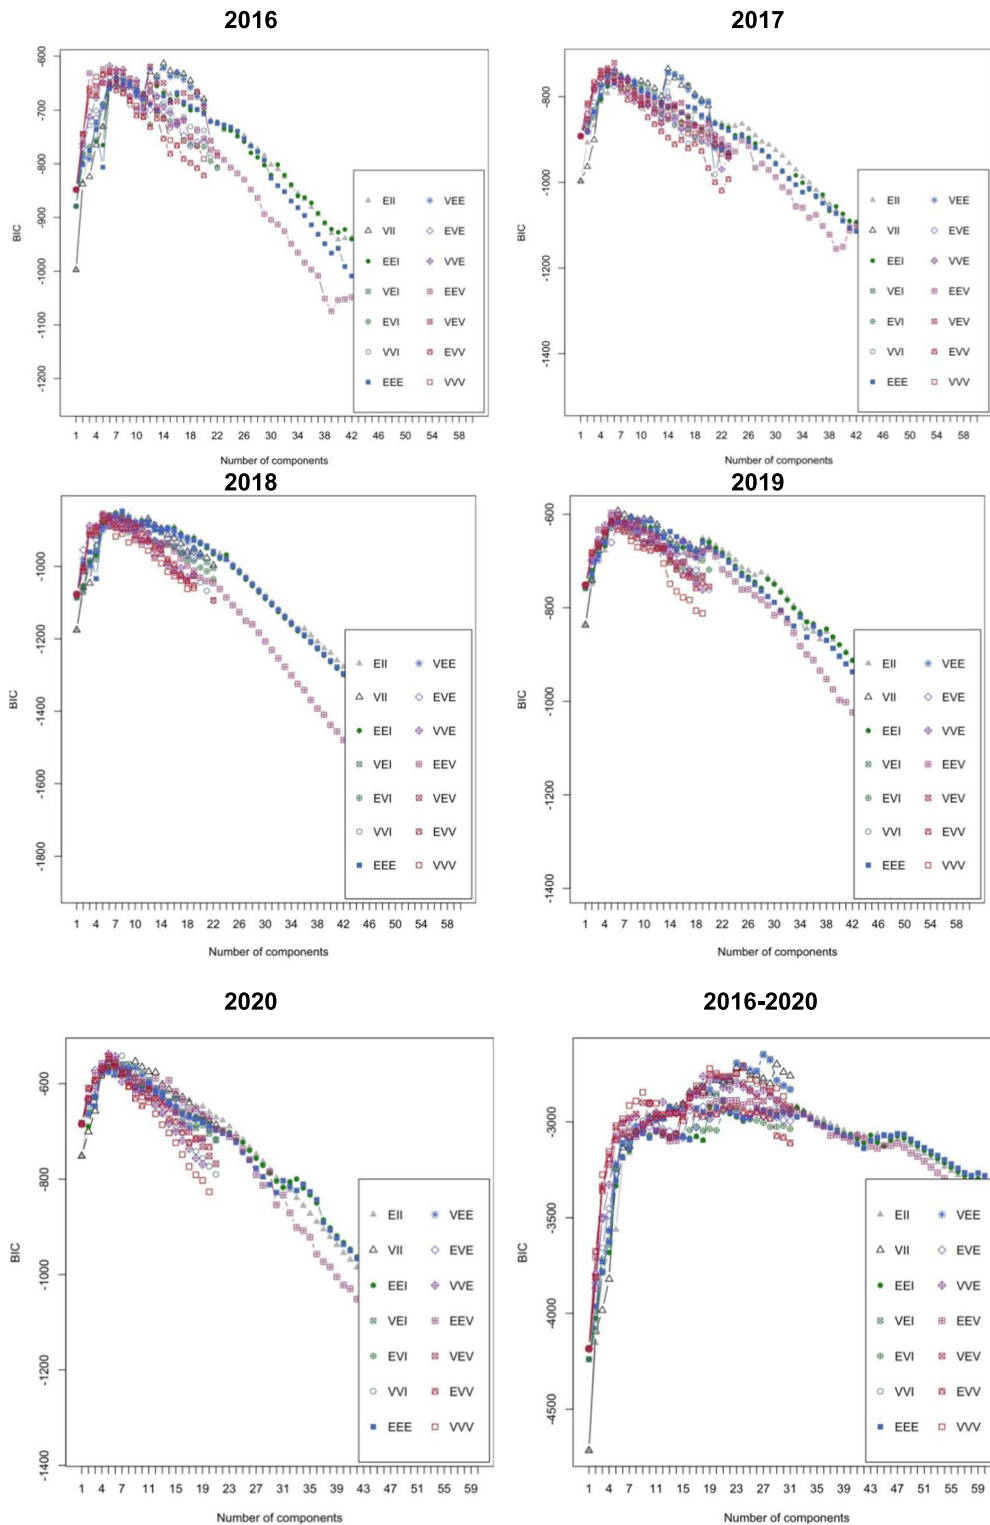 2016
2017
-600
-700
-800
-900
-1000
-1100
-1200
BIC
1 4 7 10 14 18 22 26 30 34 38 42 46 50 54 58
Number of components
EII VEE
VII EVE
EEI VVE
VEI EEV
EVI VEV
VVI EVV
EEE VVV
-800
-1000
-1200
-1400
BIC
1 4 7 10 14 18 22 26 30 34 38 42 46 50 54 58
Number of components
EII VEE
VII EVE
EEI VVE
VEI EEV
EVI VEV
VVI EVV
EEE VVV
2018
2019
-1000
-1200
-1400
-1600
-1800
BIC
1 4 7 10 14 18 22 26 30 34 38 42 46 50 54 58
Number of components
EII VEE
VII EVE
EEI VVE
VEI EEV
EVI VEV
VVI EVV
EEE VVV
-600
-800
-1000
-1200
-1400
BIC
1 4 7 10 14 18 22 26 30 34 38 42 46 50 54 58
Number of components
EII VEE
VII EVE
EEI VVE
VEI EEV
EVI VEV
VVI EVV
EEE VVV
2020
2016-2020
-600
-800
-1000
-1200
-1400
BIC
1 4 7 11 15 19 23 27 31 35 39 43 47 51 55 59
Number of components
EII VEE
VII EVE
EEI VVE
VEI EEV
EVI VEV
VVI EVV
EEE VVV
-3000
-3500
-4000
-4500
BIC
1 4 7 11 15 19 23 27 31 35 39 43 47 51 55 59
Number of components
EII VEE
VII EVE
EEI VVE
VEI EEV
EVI VEV
VVI EVV
EEE VVV